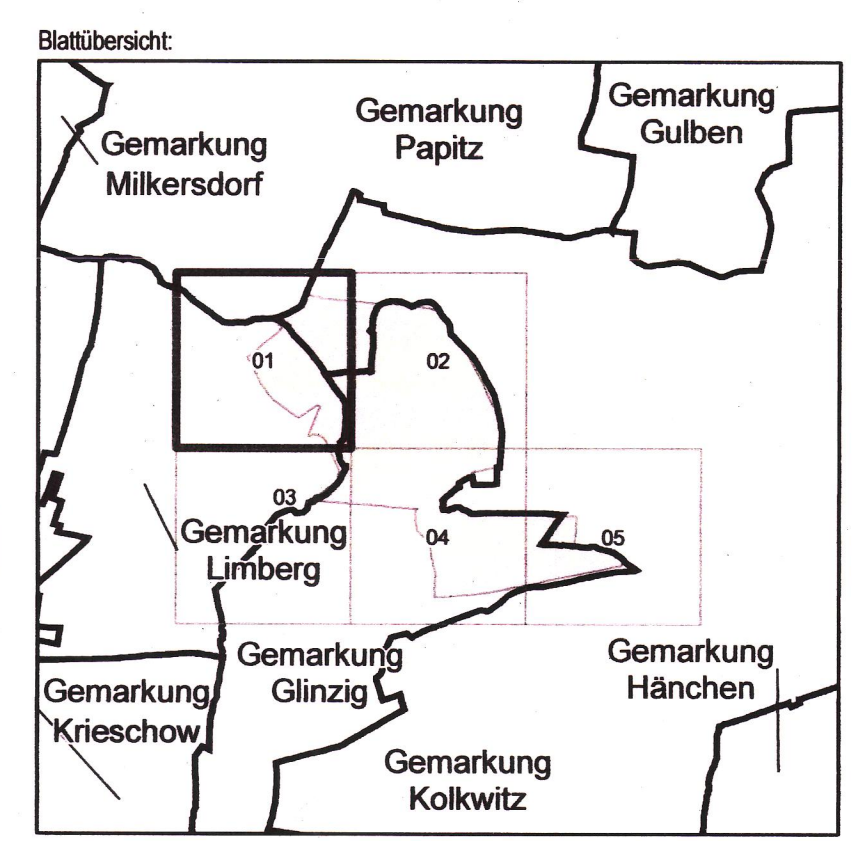 Blattübersicht:
Gemarkung
Milkersdorf
Gemarkung
Papitz
Gemarkung
Gulben
01
02
03
04
05
Gemarkung
Limberg
Gemarkung
Glinzig
Gemarkung
Hänchen
Gemarkung
Krieschow
Gemarkung
Kolkwitz